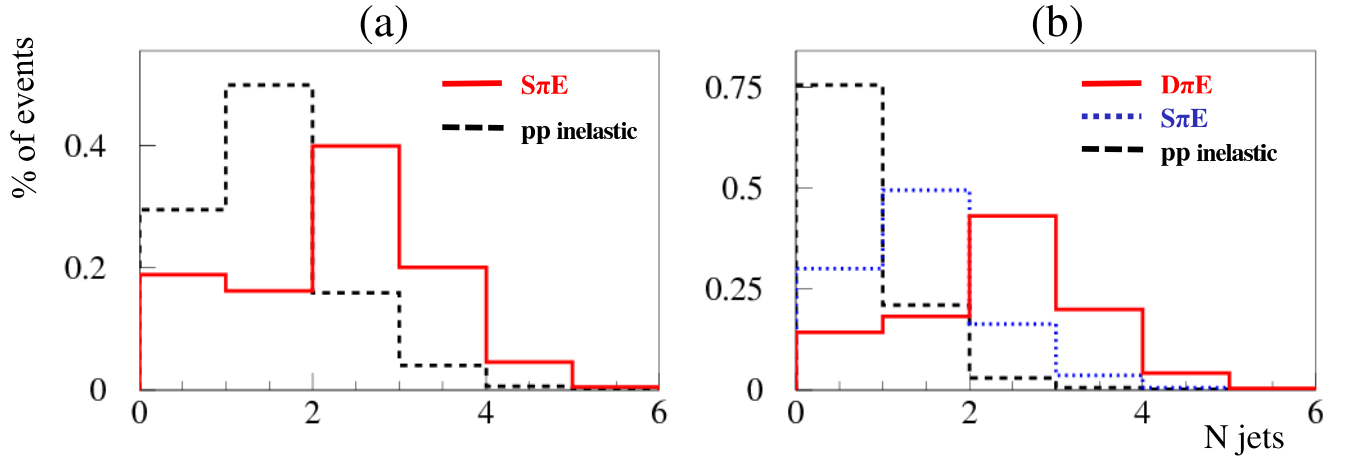 (a)
% of events
SπE
pp inelastic
0.4
0.2
0
0 2 4 6
(b)
DπE
SπE
pp inelastic
0.75
0.5
0.25
0
0 2 4 6
N jets